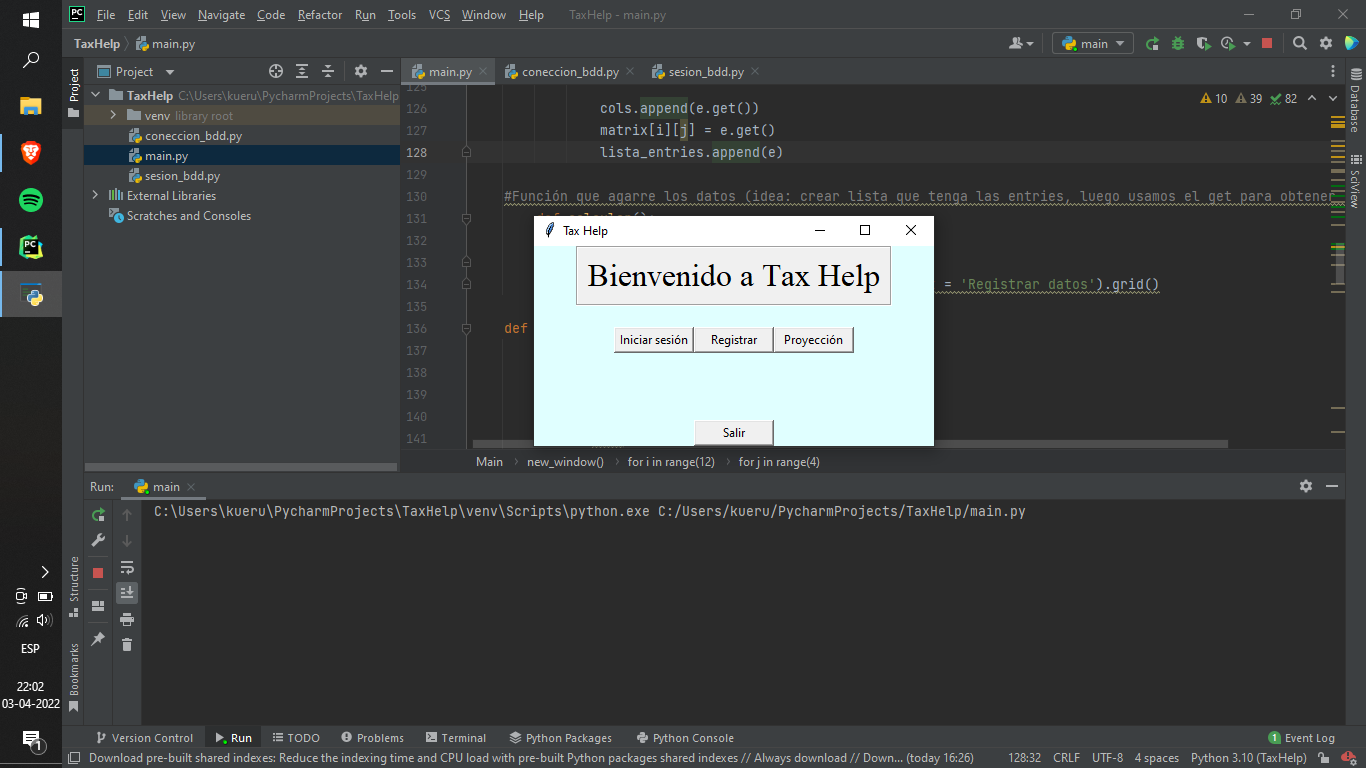 File Edit View Navigate Code Refactor Run Tools VCS Window Help TaxHelp - main.py
TaxHelp main.py
main
Project
main.py
coneccion_bdd.py
sesion_bdd.py
Project
TaxHelp C:\Users\kueru\PycharmProjects\TaxHelp
venv library root
coneccion_bdd.py
main.py
sesion_bdd.py
External Libraries
Scratches and Consoles
10 39 82
125
126 cols.append(e.get())
127 matrix[i][j] = e.get()
128 lista_entries.append(e)
129
130 #Función que agarre los datos (idea: crear lista que tenga las entries, luego usamos el get para obtener
131
132
133
134 = 'Registrar datos').grid()
135
136 def
137
138
139
140
141
Tax Help
Bienvenido a Tax Help
Iniciar sesión Registrar Proyección
Salir
Main new_window() for i in range(12) for j in range(4)
Database
SciView
Run: main
C:\Users\kueru\PycharmProjects\TaxHelp\venv\Scripts\python.exe C:/Users/kueru/PycharmProjects/TaxHelp/main.py
Structure
Bookmarks
ESP
22:02
03-04-2022
1
Version Control Run TODO Problems Terminal Python Packages Python Console 1 Event Log
Download pre-built shared indexes: Reduce the indexing time and CPU load with pre-built Python packages shared indexes // Always download // Down... (today 16:26) 128:32 CRLF UTF-8 4 spaces Python 3.10 (TaxHelp)